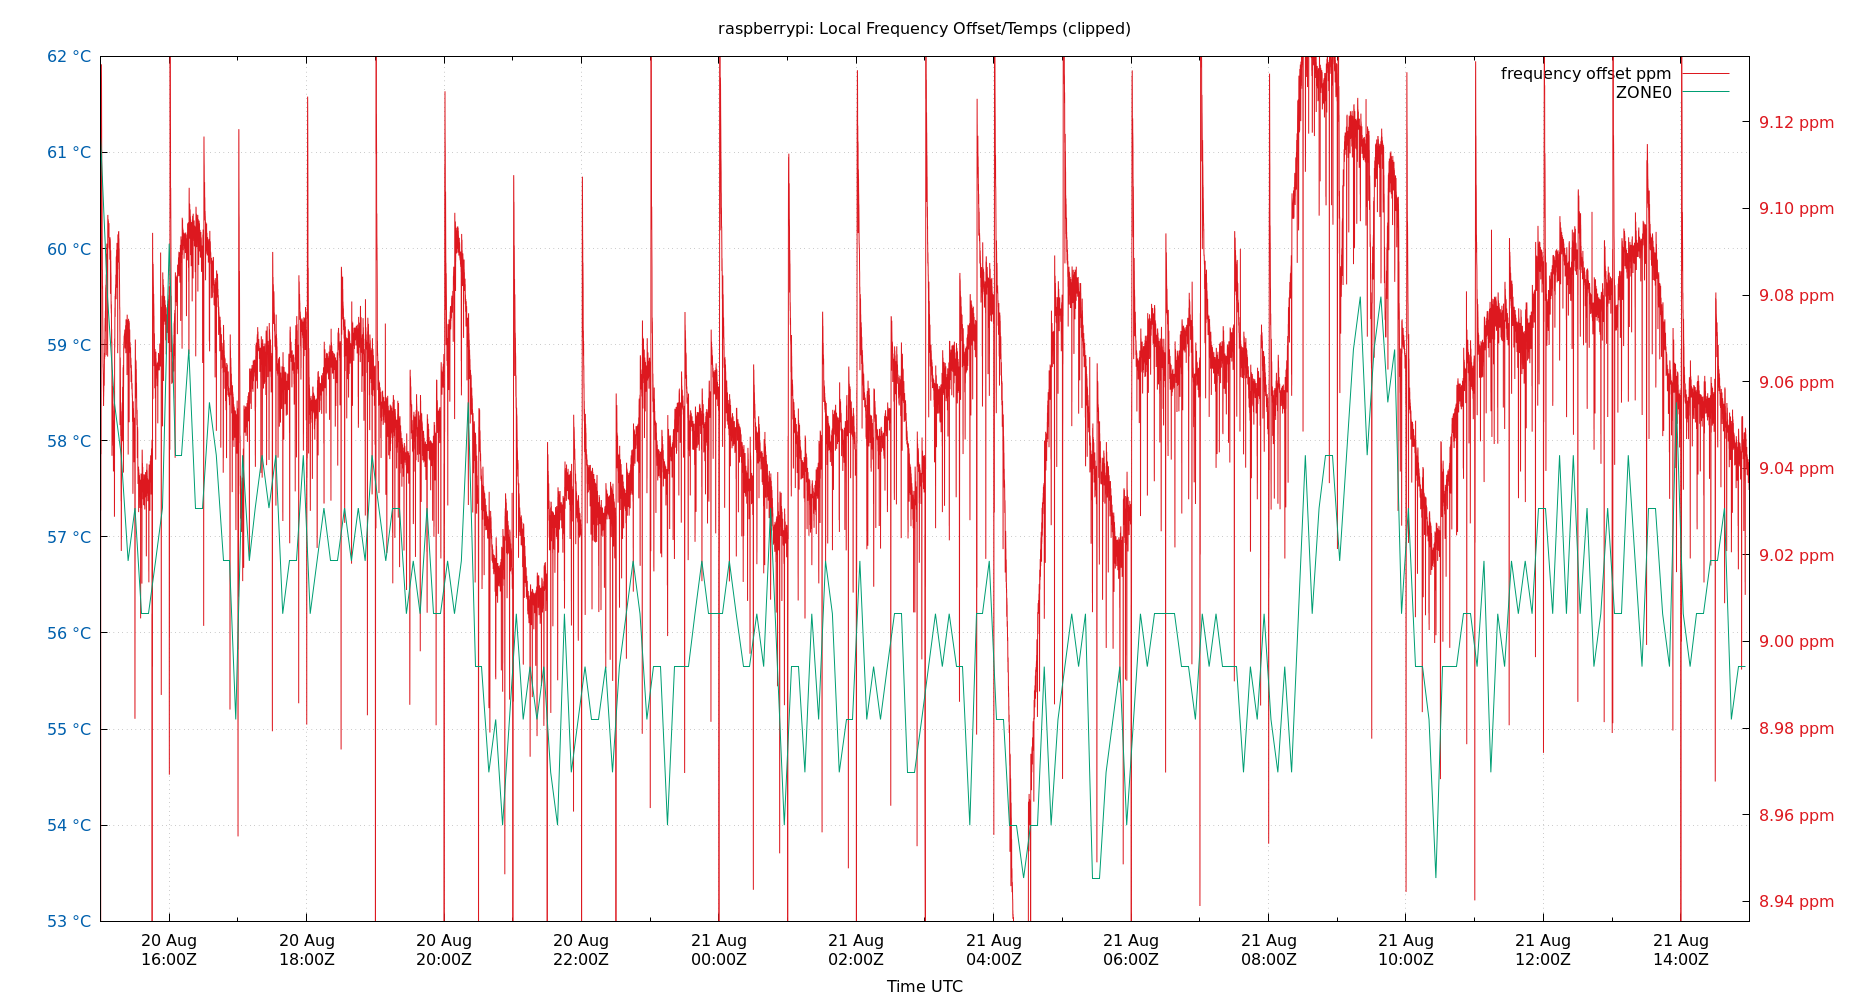 raspberrypi: Local Frequency Offset/Temps (clipped)
62 °C
61 °C
60 °C
59 °C
58 °C
57 °C
56 °C
55 °C
54 °C
53 °C
frequency offset ppm
ZONE0
9.12 ppm
9.10 ppm
9.08 ppm
9.06 ppm
9.04 ppm
9.02 ppm
9.00 ppm
8.98 ppm
8.96 ppm
8.94 ppm
20 Aug 20 Aug 20 Aug 20 Aug 21 Aug 21 Aug 21 Aug 21 Aug 21 Aug 21 Aug 21 Aug 21 Aug
16:00Z 18:00Z 20:00Z 22:00Z 00:00Z 02:00Z 04:00Z 06:00Z 08:00Z 10:00Z 12:00Z 14:00Z
Time UTC